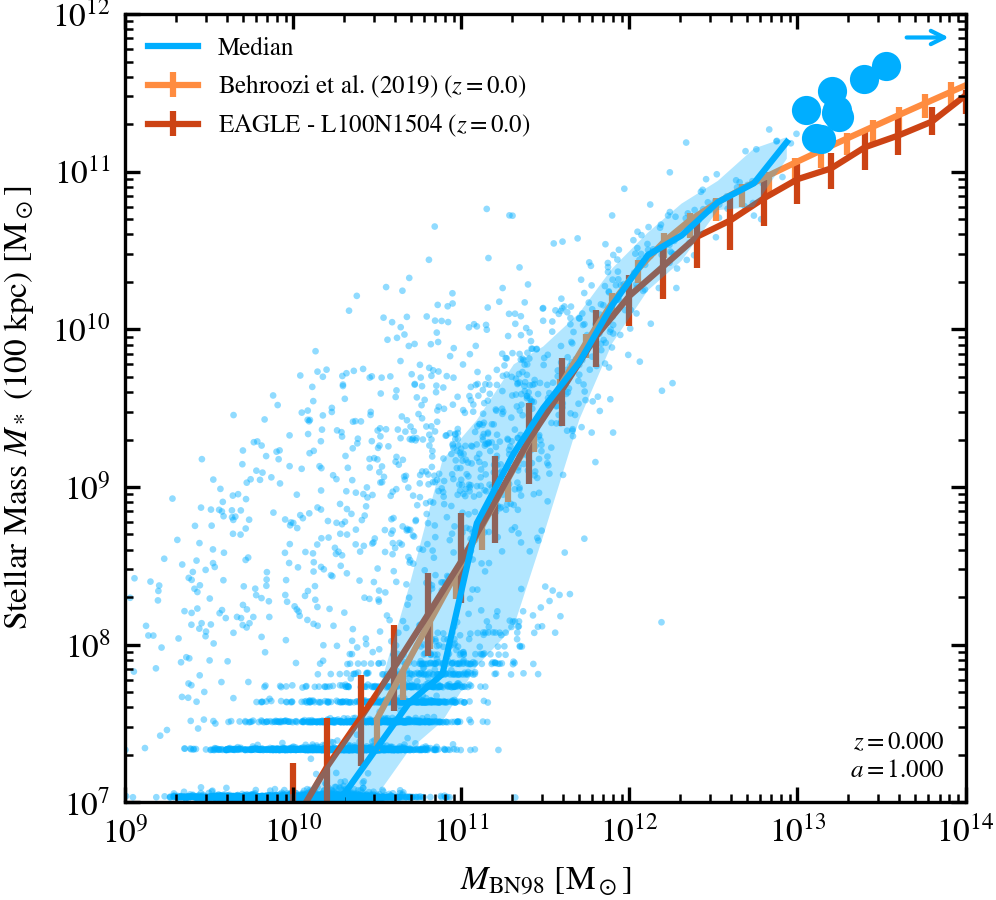 10¹²
10¹¹
10¹⁰
10⁹
10⁸
10⁷
Stellar Mass M∗ (100 kpc) [M⊙]
Median
Behroozi et al. (2019) (z = 0.0)
EAGLE - L100N1504 (z = 0.0)
z = 0.000
a = 1.000
10⁹ 10¹⁰ 10¹¹ 10¹² 10¹³ 10¹⁴
M_BN98 [M⊙]